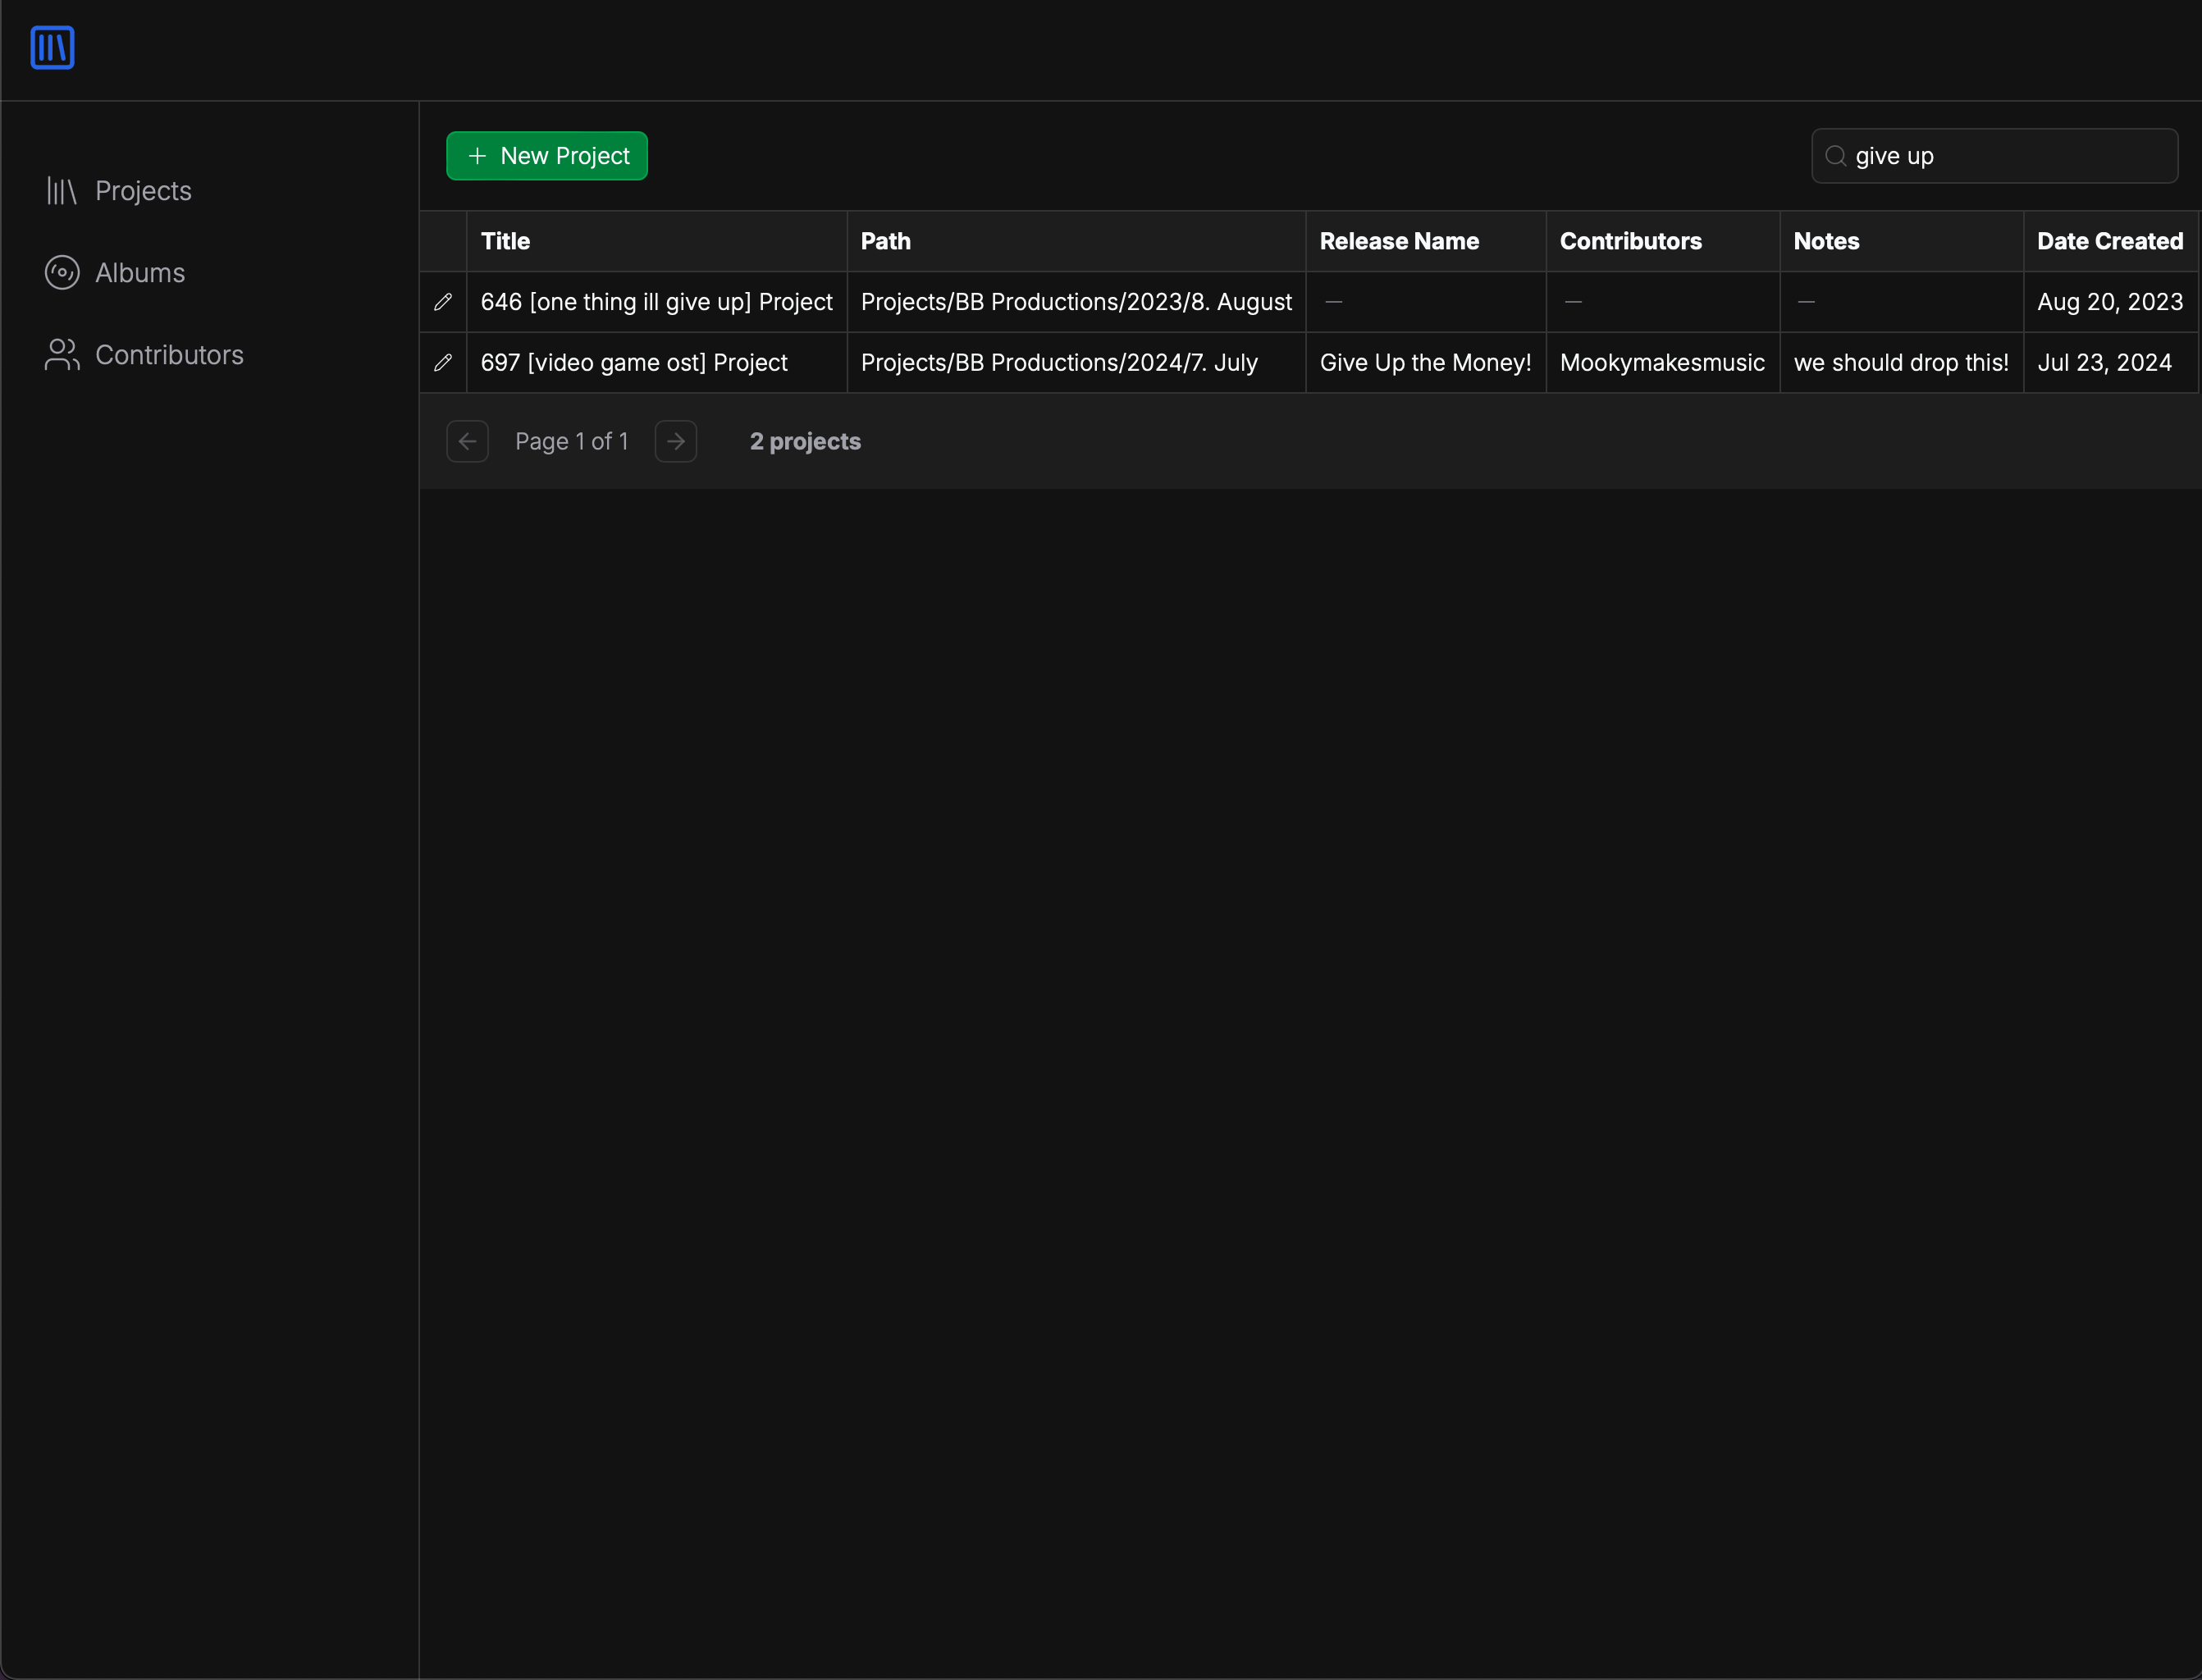 Projects
Albums
Contributors
New Project
give up
Title Path Release Name Contributors Notes Date Created
646 [one thing ill give up] Project Projects/BB Productions/2023/8. August — — — Aug 20, 2023
697 [video game ost] Project Projects/BB Productions/2024/7. July Give Up the Money! Mookymakesmusic we should drop this! Jul 23, 2024
Page 1 of 1 2 projects